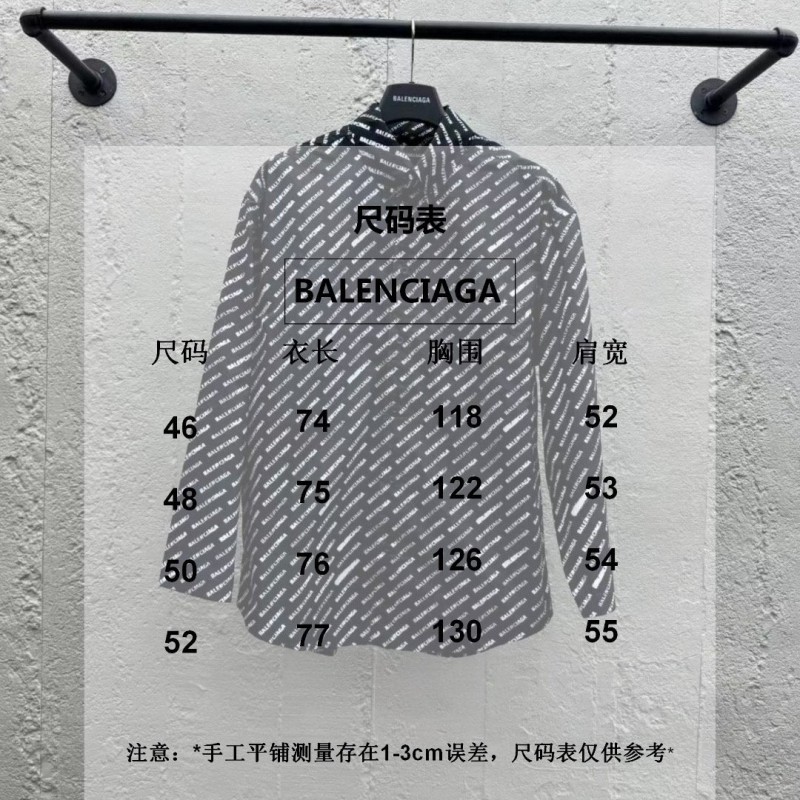 BALENCIAGA
尺码表
BALENCIAGA
尺码 衣长 胸围 肩宽
46 74 118 52
48 75 122 53
50 76 126 54
52 77 130 55
注意：*手工平铺测量存在1-3cm误差，尺码表仅供参考*